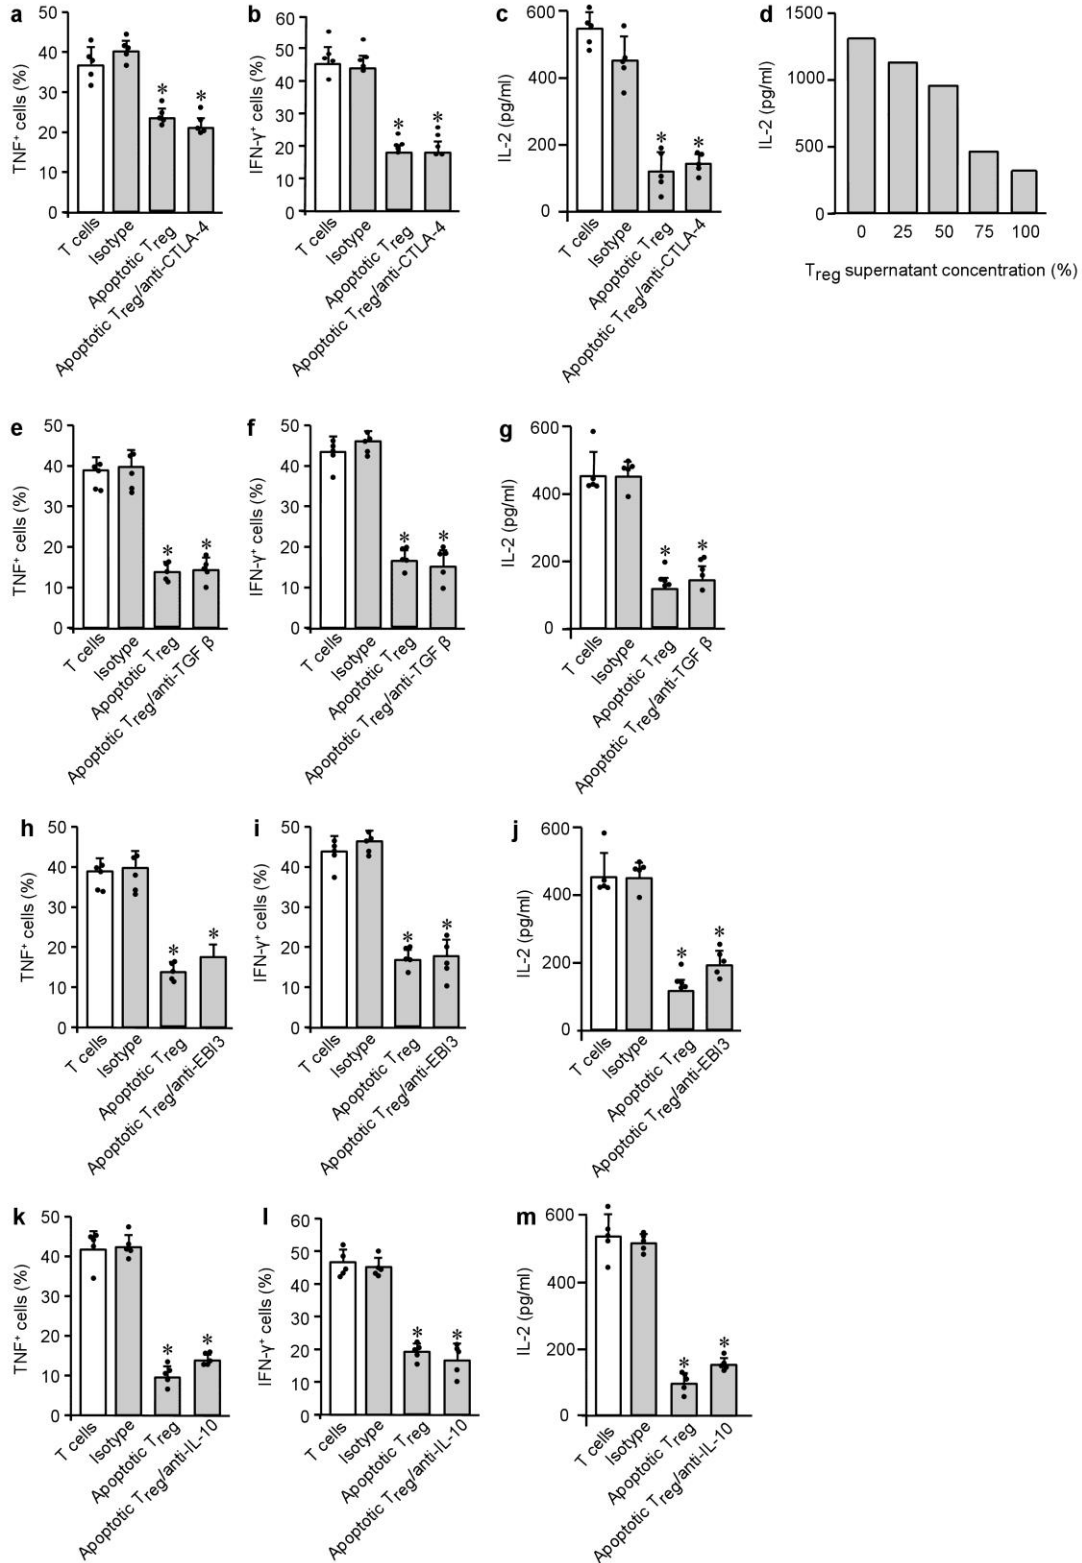 a
TNF⁺ cells (%)
50
40
30
20
10
0
*
*
T cells
Isotype
Apoptotic Treg
Apoptotic Treg/anti-CTLA-4
b
IFN-γ⁺ cells (%)
60
50
40
30
20
10
0
*
*
T cells
Isotype
Apoptotic Treg
Apoptotic Treg/anti-CTLA-4
c
IL-2 (pg/ml)
600
400
200
0
*
*
T cells
Isotype
Apoptotic Treg
Apoptotic Treg/anti-CTLA-4
d
IL-2 (pg/ml)
1500
1000
500
0
0 25 50 75 100
Treg supernatant concentration (%)
e
TNF⁺ cells (%)
50
40
30
20
10
0
*
*
T cells
Isotype
Apoptotic Treg
Apoptotic Treg/anti-TGF β
f
IFN-γ⁺ cells (%)
50
40
30
20
10
0
*
*
T cells
Isotype
Apoptotic Treg
Apoptotic Treg/anti-TGF β
g
IL-2 (pg/ml)
600
400
200
0
*
*
T cells
Isotype
Apoptotic Treg
Apoptotic Treg/anti-TGF β
h
TNF⁺ cells (%)
50
40
30
20
10
0
*
*
T cells
Isotype
Apoptotic Treg
Apoptotic Treg/anti-EBI3
i
IFN-γ⁺ cells (%)
50
40
30
20
10
0
*
*
T cells
Isotype
Apoptotic Treg
Apoptotic Treg/anti-EBI3
j
IL-2 (pg/ml)
600
400
200
0
*
*
T cells
Isotype
Apoptotic Treg
Apoptotic Treg/anti-EBI3
k
TNF⁺ cells (%)
50
40
30
20
10
0
*
*
T cells
Isotype
Apoptotic Treg
Apoptotic Treg/anti-IL-10
l
IFN-γ⁺ cells (%)
60
50
40
30
20
10
0
*
*
T cells
Isotype
Apoptotic Treg
Apoptotic Treg/anti-IL-10
m
IL-2 (pg/ml)
600
400
200
0
*
*
T cells
Isotype
Apoptotic Treg
Apoptotic Treg/anti-IL-10